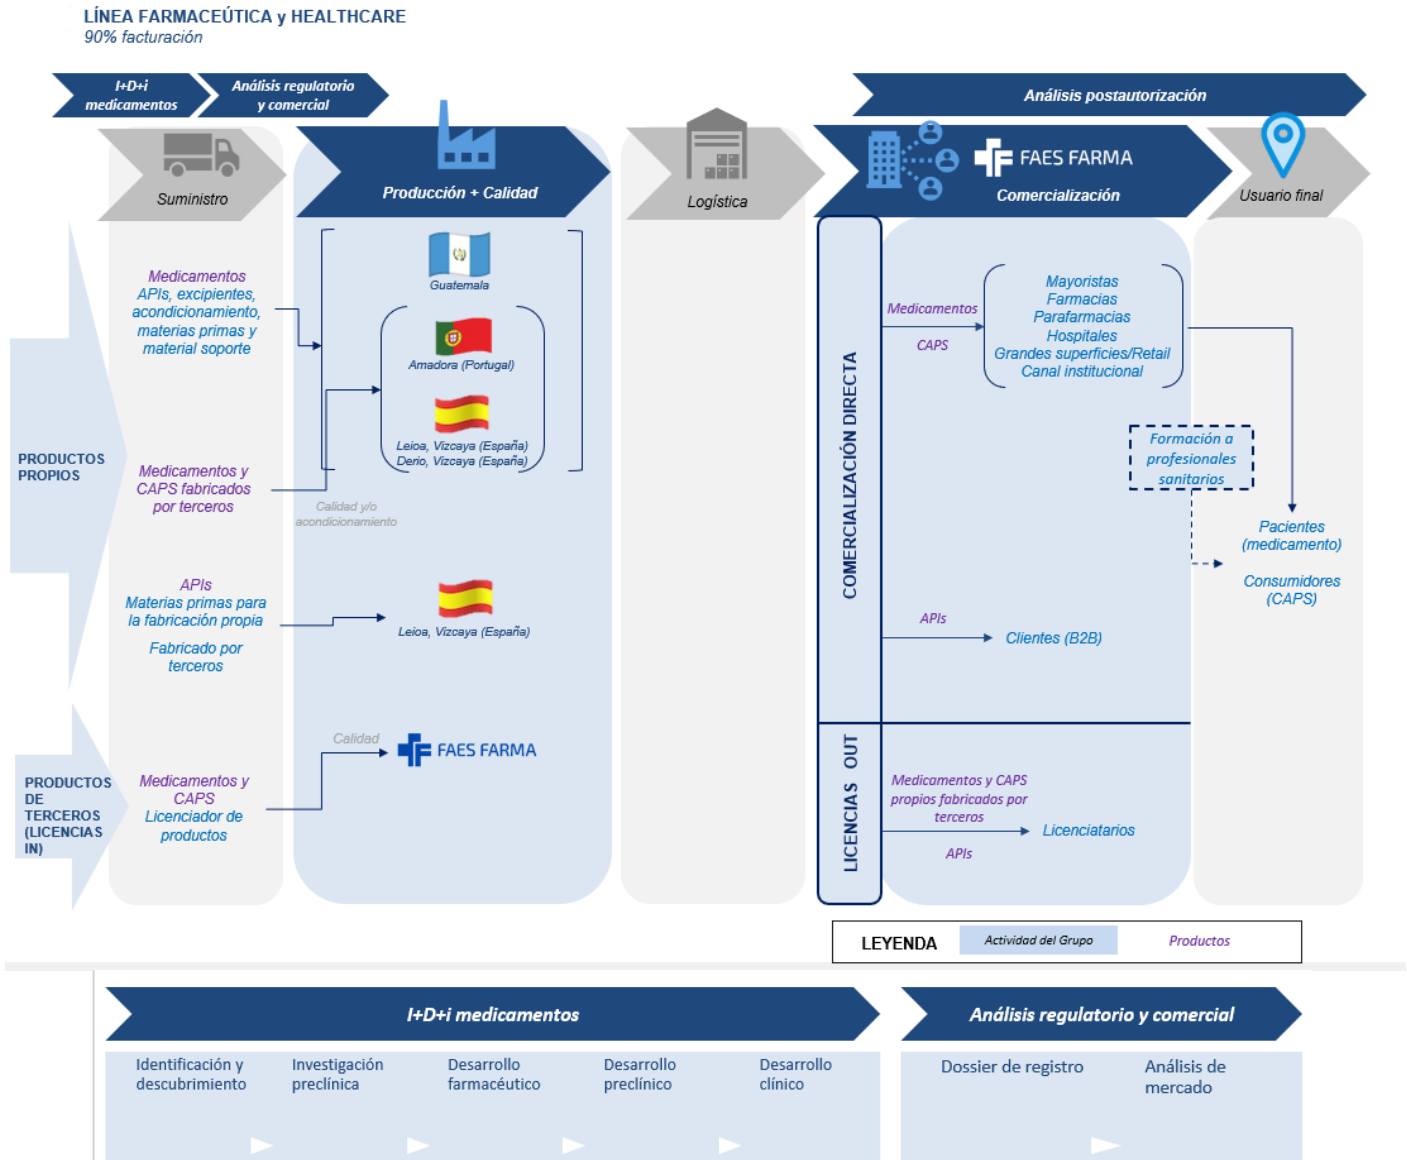 LÍNEA FARMACEÚTICA y HEALTHCARE
90% facturación
I+D+i
medicamentos
Análisis regulatorio
y comercial
Análisis postautorización
Suministro
Producción + Calidad
Logística
FAES FARMA
Comercialización
Usuario final
PRODUCTOS
PROPIOS
Medicamentos
APIs, excipientes,
acondicionamiento,
materias primas y
material soporte
Medicamentos y
CAPS fabricados
por terceros
APIs
Materias primas para
la fabricación propia
Fabricado por
terceros
Guatemala
Amadora (Portugal)
Leioa, Vizcaya (España)
Derio, Vizcaya (España)
Calidad y/o
acondicionamiento
Leioa, Vizcaya (España)
COMERCIALIZACIÓN DIRECTA
Medicamentos
CAPS
Mayoristas
Farmacias
Parafarmacias
Hospitales
Grandes superficies/Retail
Canal institucional
Formación a
profesionales
sanitarios
Pacientes
(medicamento)
Consumidores
(CAPS)
APIs
Clientes (B2B)
PRODUCTOS
DE
TERCEROS
(LICENCIAS
IN)
Medicamentos y
CAPS
Licenciador de
productos
Calidad
FAES FARMA
LICENCIAS OUT
Medicamentos y CAPS
propios fabricados por
terceros
APIs
Licenciatarios
LEYENDA
Actividad del Grupo
Productos
I+D+i medicamentos
Identificación y
descubrimiento
Investigación
preclínica
Desarrollo
farmacéutico
Desarrollo
preclínico
Desarrollo
clínico
Análisis regulatorio y comercial
Dossier de registro
Análisis de
mercado